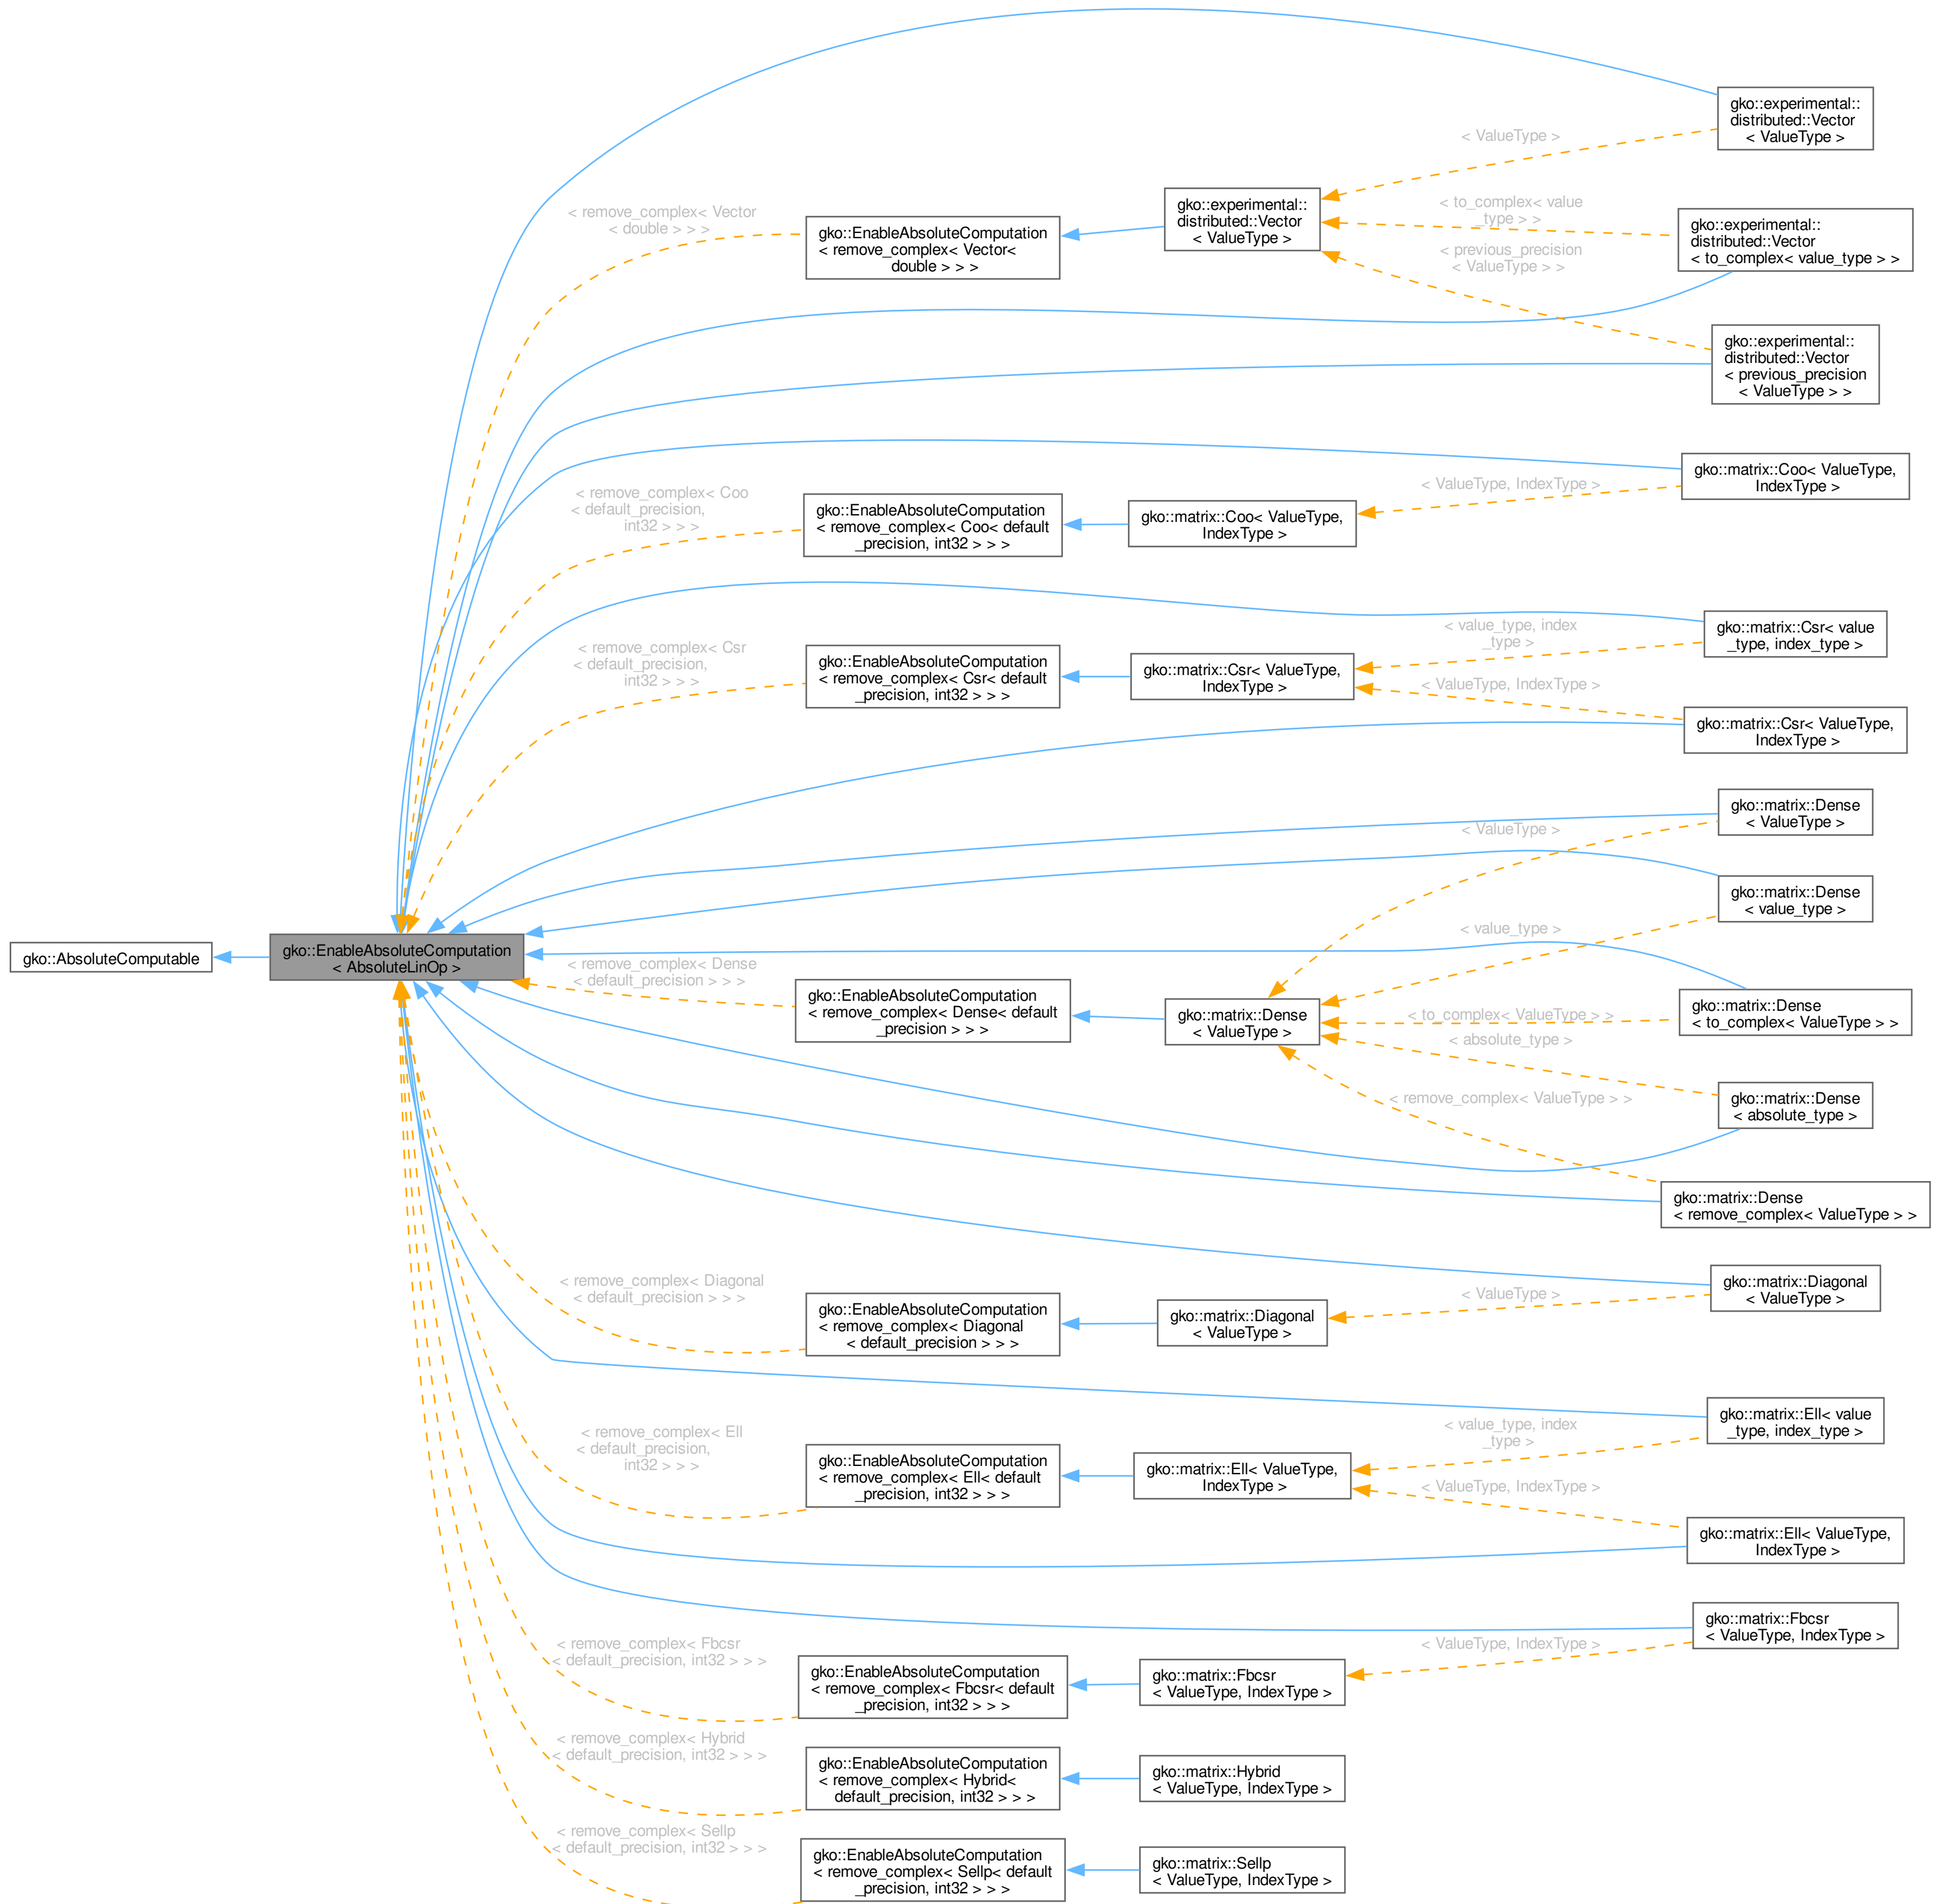 gko::experimental::
distributed::Vector
< ValueType >
< ValueType >
gko::experimental::
distributed::Vector
< ValueType >
< to_complex< value
_type > >
< remove_complex< Vector
< double > > >
gko::EnableAbsoluteComputation
< remove_complex< Vector<
double > > >
gko::experimental::
distributed::Vector
< to_complex< value_type > >
< previous_precision
< ValueType > >
gko::experimental::
distributed::Vector
< previous_precision
< ValueType > >
gko::matrix::Coo< ValueType,
IndexType >
< ValueType, IndexType >
< remove_complex< Coo
< default_precision,
int32 > > >
gko::EnableAbsoluteComputation
< remove_complex< Coo< default
_precision, int32 > > >
gko::matrix::Coo< ValueType,
IndexType >
gko::matrix::Csr< value
_type, index_type >
< value_type, index
_type >
< remove_complex< Csr
< default_precision,
int32 > > >
gko::EnableAbsoluteComputation
< remove_complex< Csr< default
_precision, int32 > > >
gko::matrix::Csr< ValueType,
IndexType >
< ValueType, IndexType >
gko::matrix::Csr< ValueType,
IndexType >
gko::matrix::Dense
< ValueType >
< ValueType >
gko::matrix::Dense
< value_type >
< value_type >
gko::AbsoluteComputable
gko::EnableAbsoluteComputation
< AbsoluteLinOp >
< remove_complex< Dense
< default_precision > > >
gko::EnableAbsoluteComputation
< remove_complex< Dense< default
_precision > > >
gko::matrix::Dense
< ValueType >
< to_complex< ValueType > >
gko::matrix::Dense
< to_complex< ValueType > >
< absolute_type >
gko::matrix::Dense
< absolute_type >
< remove_complex< ValueType > >
gko::matrix::Dense
< remove_complex< ValueType > >
< remove_complex< Diagonal
< default_precision > > >
gko::EnableAbsoluteComputation
< remove_complex< Diagonal
< default_precision > > >
gko::matrix::Diagonal
< ValueType >
< ValueType >
gko::matrix::Diagonal
< ValueType >
gko::matrix::Ell< value
_type, index_type >
< value_type, index
_type >
< remove_complex< Ell
< default_precision,
int32 > > >
gko::EnableAbsoluteComputation
< remove_complex< Ell< default
_precision, int32 > > >
gko::matrix::Ell< ValueType,
IndexType >
< ValueType, IndexType >
gko::matrix::Ell< ValueType,
IndexType >
gko::matrix::Fbcsr
< ValueType, IndexType >
< ValueType, IndexType >
< remove_complex< Fbcsr
< default_precision, int32 > > >
gko::EnableAbsoluteComputation
< remove_complex< Fbcsr< default
_precision, int32 > > >
gko::matrix::Fbcsr
< ValueType, IndexType >
< remove_complex< Hybrid
< default_precision, int32 > > >
gko::EnableAbsoluteComputation
< remove_complex< Hybrid<
default_precision, int32 > > >
gko::matrix::Hybrid
< ValueType, IndexType >
< remove_complex< Sellp
< default_precision, int32 > > >
gko::EnableAbsoluteComputation
< remove_complex< Sellp< default
_precision, int32 > > >
gko::matrix::Sellp
< ValueType, IndexType >